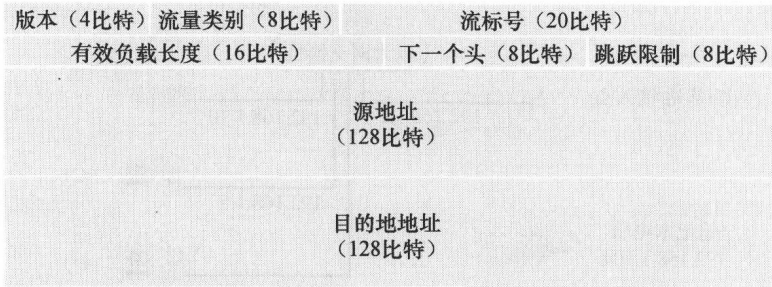 版本（4比特） 流量类别（8比特） 流标号（20比特）
有效负载长度（16比特） 下一个头（8比特） 跳跃限制（8比特）
源地址
（128比特）
目的地地址
（128比特）